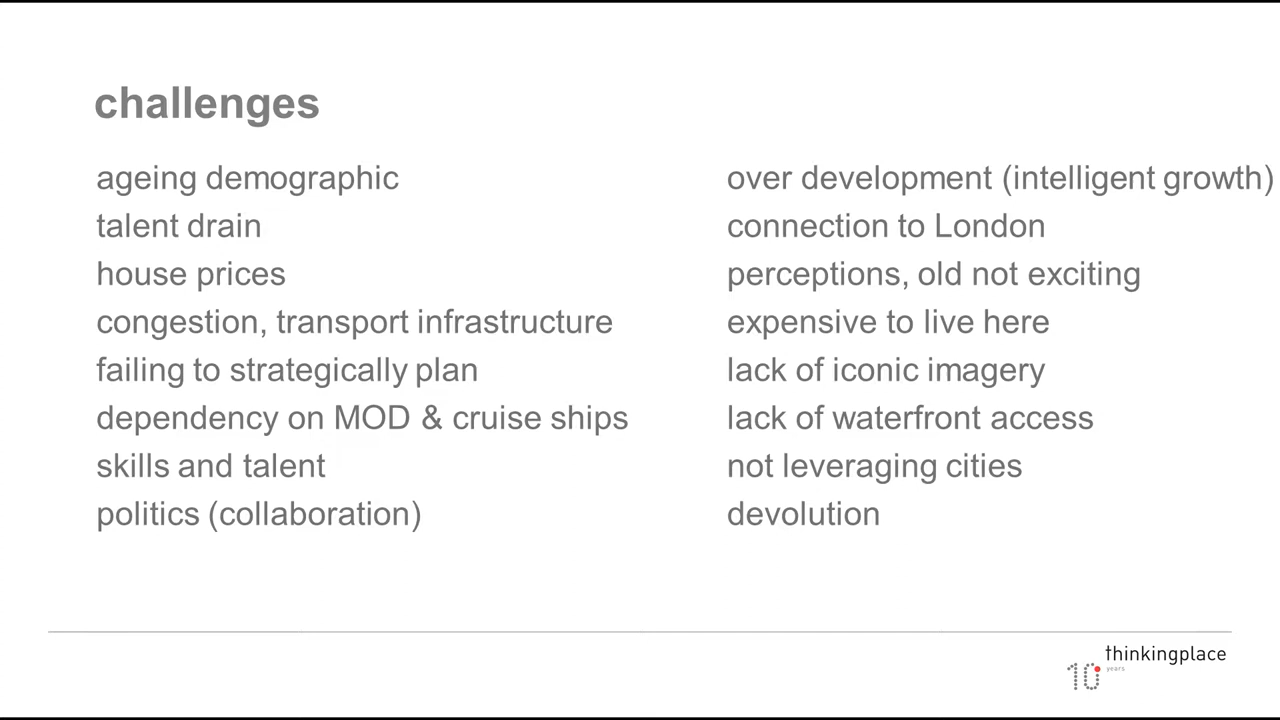 challenges
ageing demographic
talent drain
house prices
congestion, transport infrastructure
failing to strategically plan
dependency on MOD & cruise ships
skills and talent
politics (collaboration)
over development (intelligent growth)
connection to London
perceptions, old not exciting
expensive to live here
lack of iconic imagery
lack of waterfront access
not leveraging cities
devolution
thinkingplace
10 years